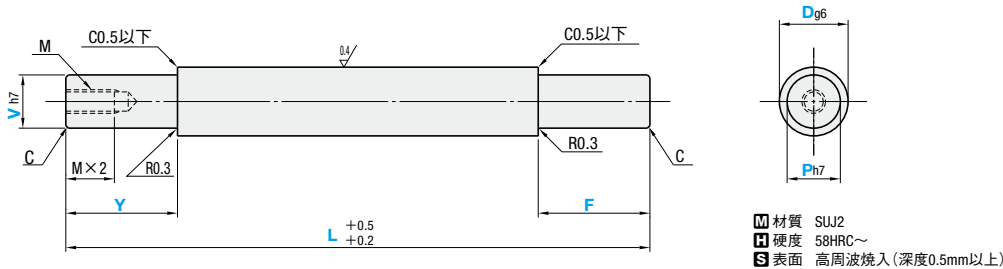 C0.5以下
0.4
C0.5以下
Dg6
M
Vh7
C
M×2
R0.3
R0.3
C
Ph7
Y
F
L +0.5 +0.2
M 材質 SUJ2
H 硬度 58HRC～
S 表面 高周波燒入(深度0.5mm以上)